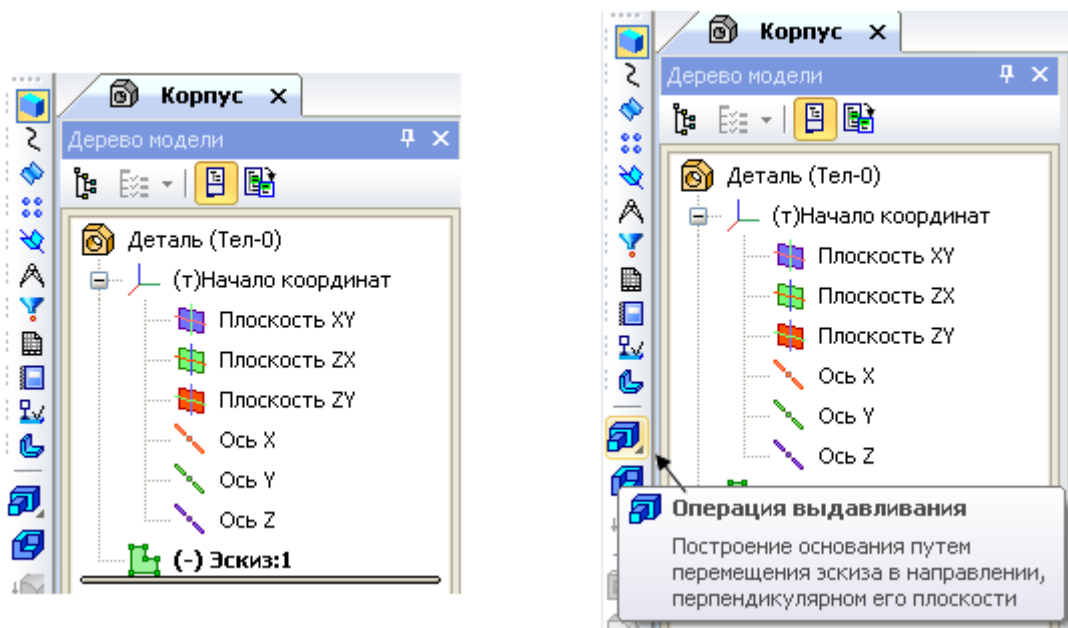 Корпус
Дерево модели
Деталь (Тел-0)
(т)Начало координат
Плоскость XY
Плоскость ZX
Плоскость ZY
Ось X
Ось Y
Ось Z
(-) Эскиз:1
Корпус
Дерево модели
Деталь (Тел-0)
(т)Начало координат
Плоскость XY
Плоскость ZX
Плоскость ZY
Ось X
Ось Y
Ось Z
Операция выдавливания
Построение основания путем
перемещения эскиза в направлении,
перпендикулярном его плоскости